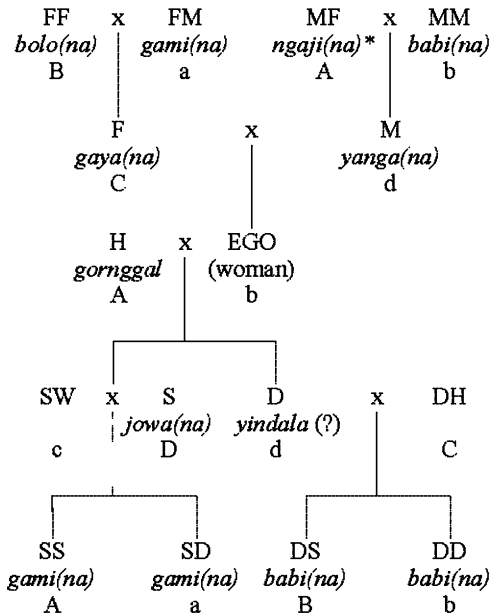 FF x FM MF x MM
bolo(na) gami(na) ngaji(na)* babi(na)
B a A b
F x M
gaya(na) yanga(na)
C d
H x EGO
gornggal (woman)
A b
SW x S D x DH
jowa(na) yindala (?)
c D d C
SS SD DS DD
gami(na) gami(na) babi(na) babi(na)
A a B b